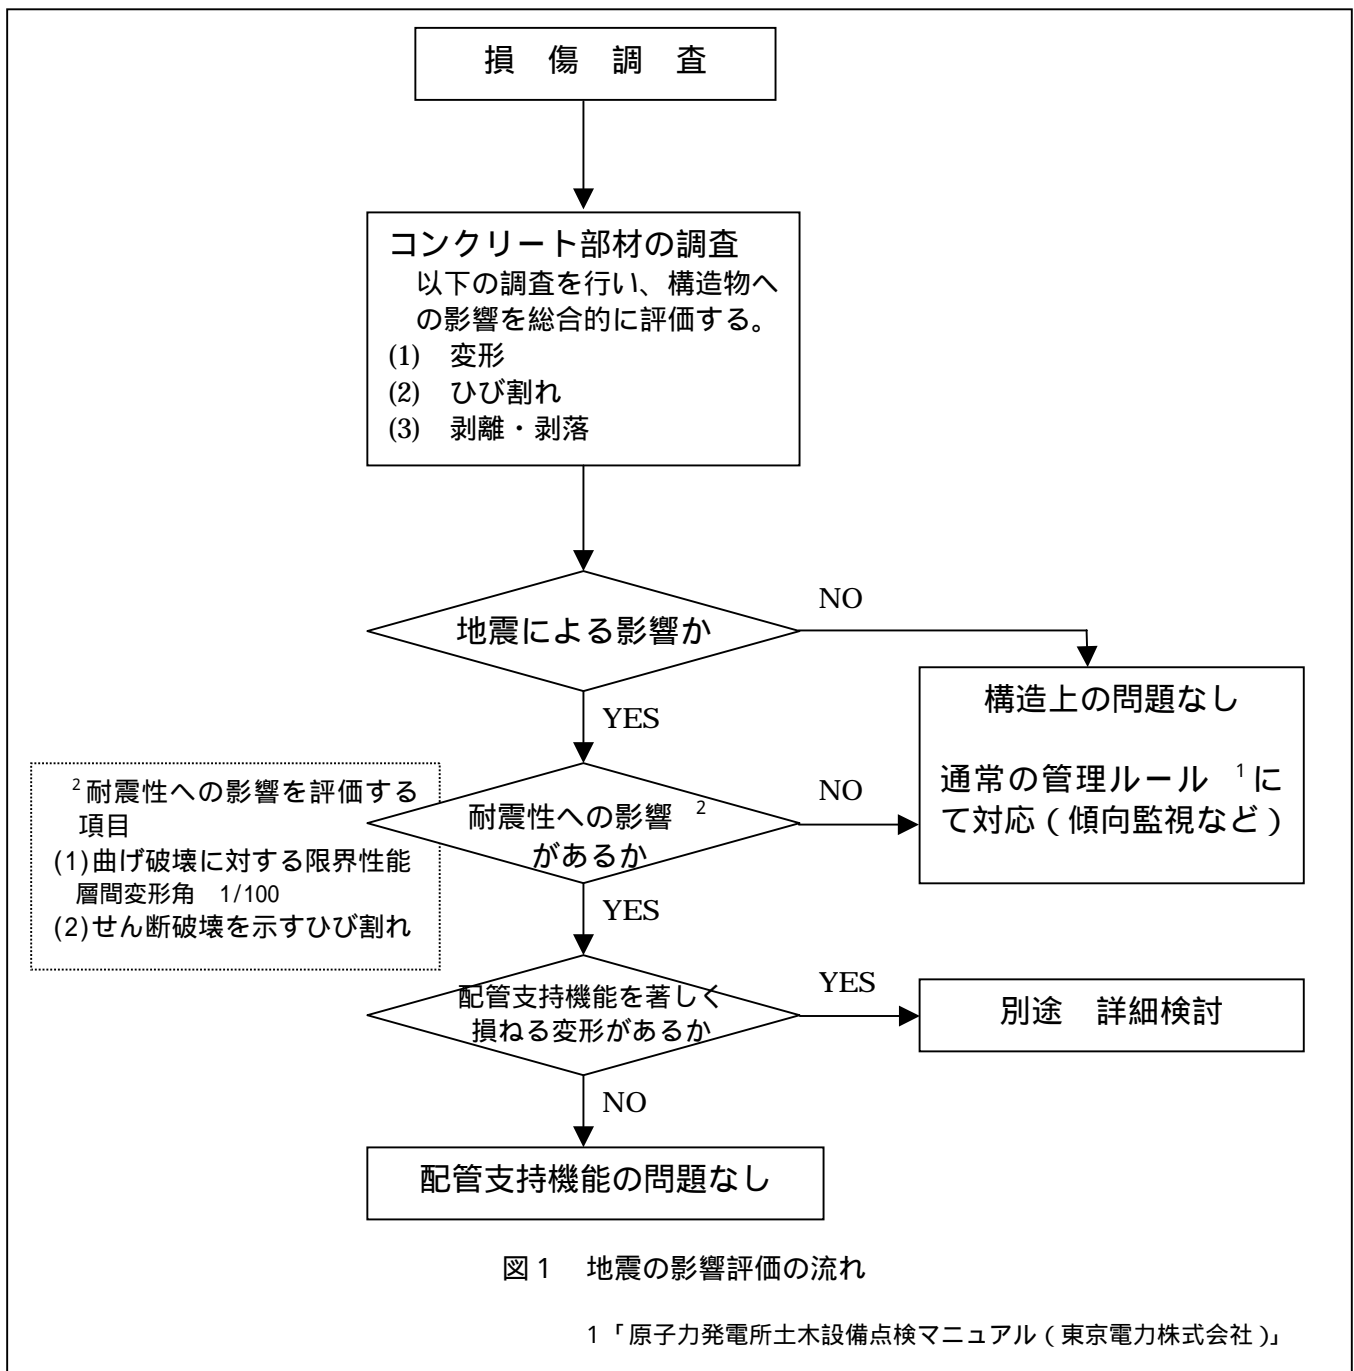 損　傷　調　査
コンクリート部材の調査
以下の調査を行い、構造物へ
の影響を総合的に評価する。
(1)　変形
(2)　ひび割れ
(3)　剥離・剥落
地震による影響か
NO
構造上の問題なし
通常の管理ルール　1にて
て対応(傾向監視など)
YES
2耐震性への影響を評価する
項目
(1)曲げ破壊に対する限界性能
層間変形角　1/100
(2)せん断破壊を示すひび割れ
耐震性への影響　2
があるか
NO
YES
配管支持機能を著しく
損ねる変形があるか
YES
別途　詳細検討
NO
配管支持機能の問題なし
図1　地震の影響評価の流れ
1「原子力発電所土木設備点検マニュアル(東京電力株式会社)」